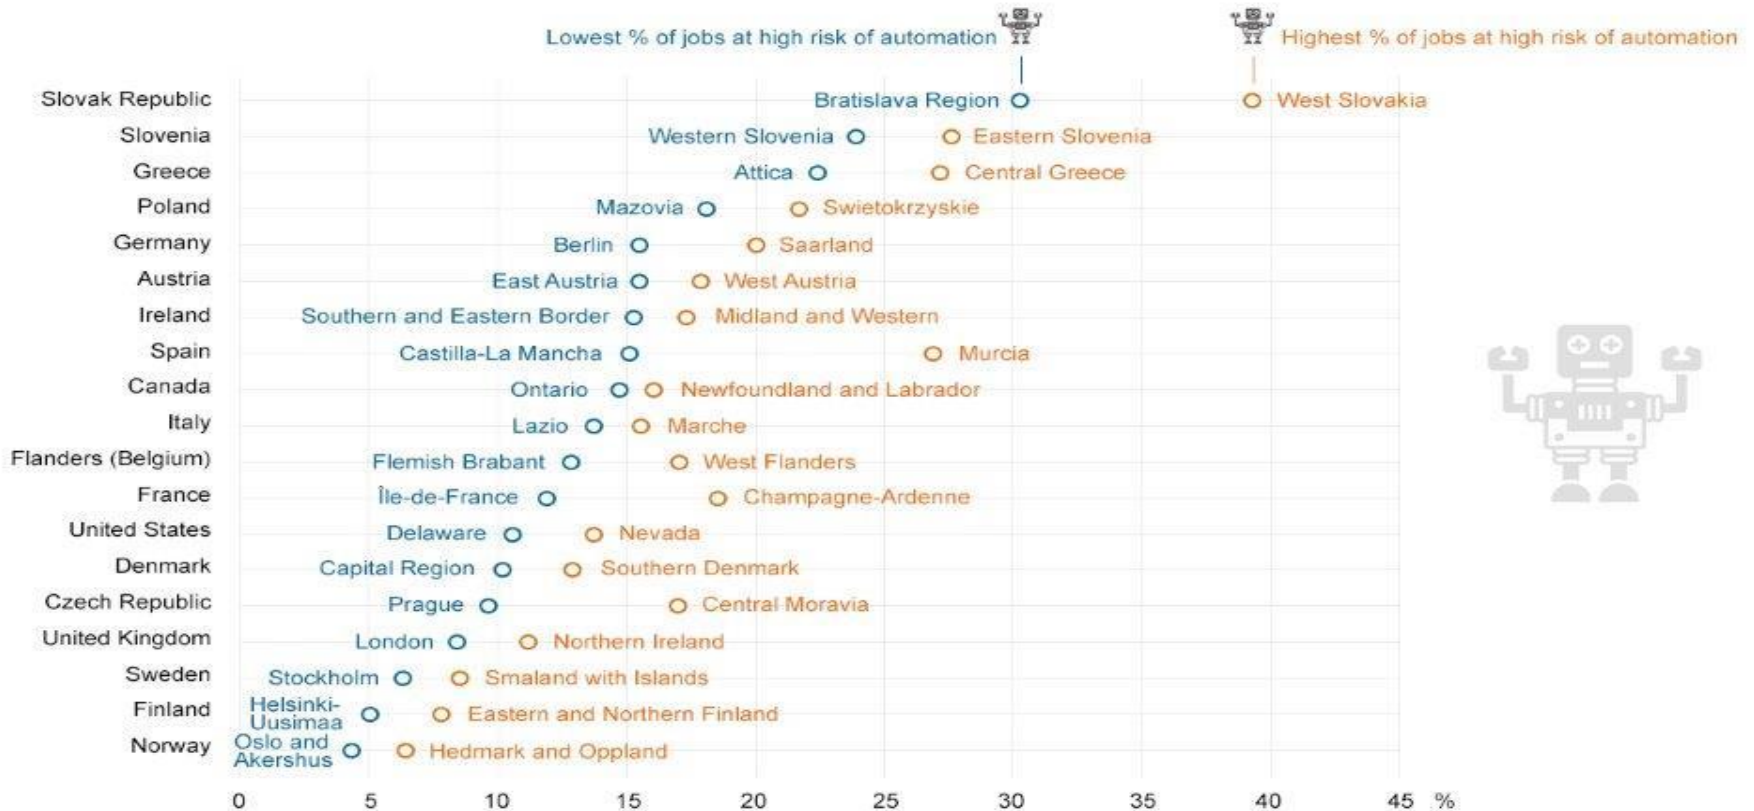 Lowest % of jobs at high risk of automation
Highest % of jobs at high risk of automation
Slovak Republic Bratislava Region West Slovakia
Slovenia Western Slovenia Eastern Slovenia
Greece Attica Central Greece
Poland Mazovia Swietokrzyskie
Germany Berlin Saarland
Austria East Austria West Austria
Ireland Southern and Eastern Border Midland and Western
Spain Castilla-La Mancha Murcia
Canada Ontario Newfoundland and Labrador
Italy Lazio Marche
Flanders (Belgium) Flemish Brabant West Flanders
France Île-de-France Champagne-Ardenne
United States Delaware Nevada
Denmark Capital Region Southern Denmark
Czech Republic Prague Central Moravia
United Kingdom London Northern Ireland
Sweden Stockholm Smaland with Islands
Finland Helsinki-
Uusimaa Eastern and Northern Finland
Norway Oslo and
Akershus Hedmark and Oppland
0 5 10 15 20 25 30 35 40 45 %